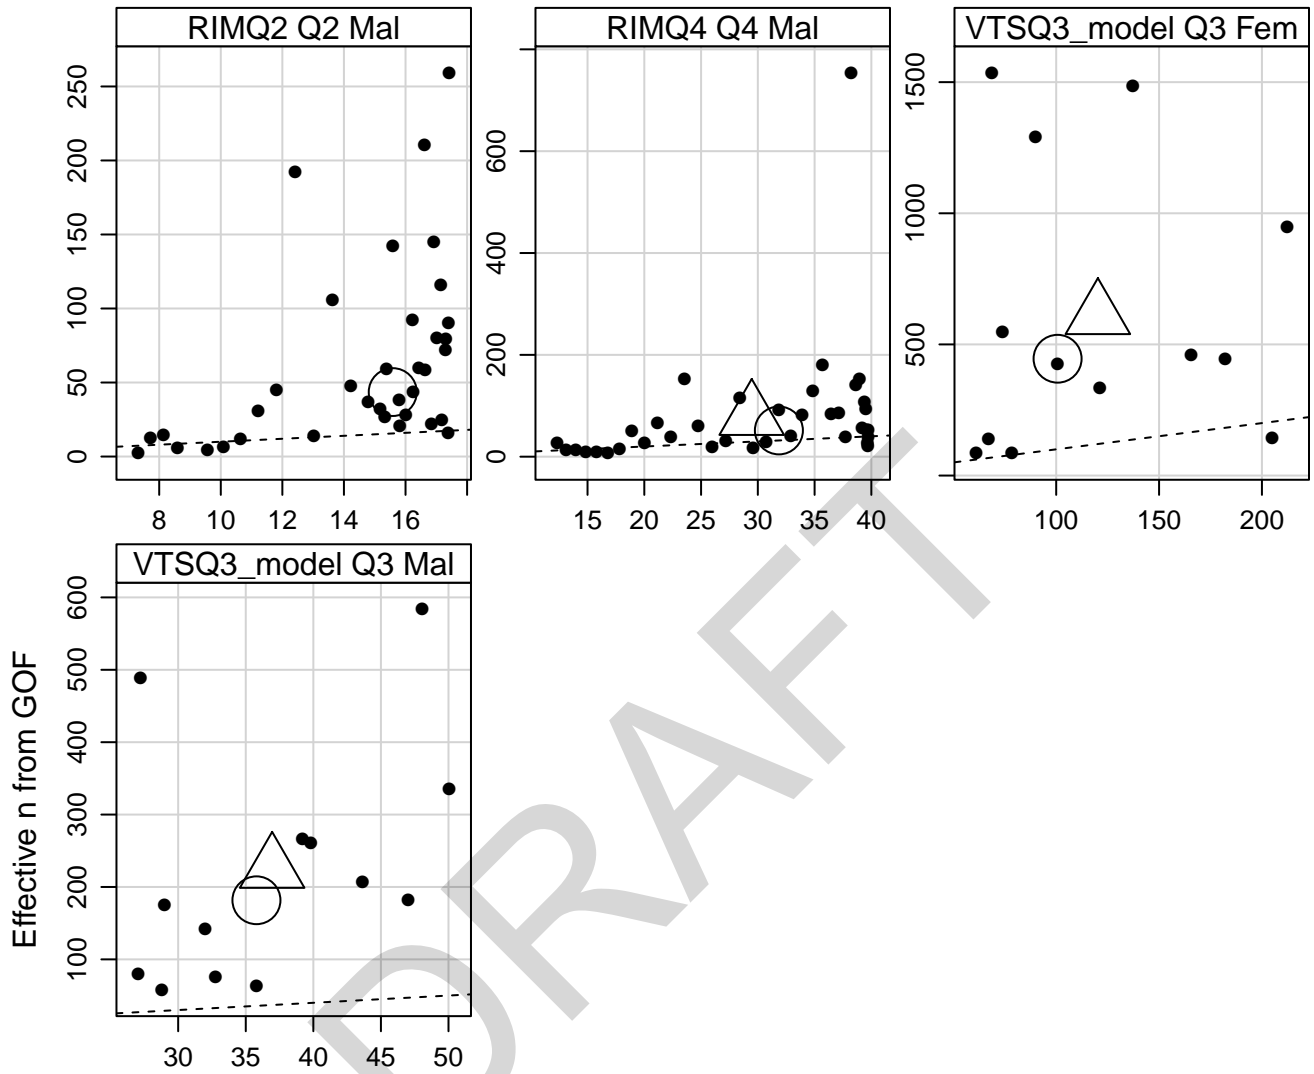 RIMQ2 Q2 Mal
RIMQ4 Q4 Mal
VTSQ3_model Q3 Fem
0 50 100 150 200 250
8 10 12 14 16
0 200 400 600
15 20 25 30 35 40
500 1000 1500
100 150 200
VTSQ3_model Q3 Mal
Effective n from GOF
100 200 300 400 500 600
30 35 40 45 50
DRAFT